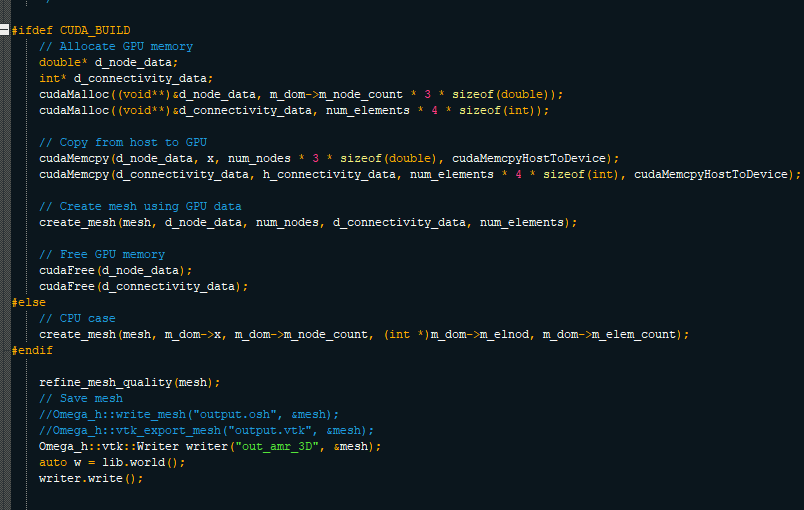 #ifdef CUDA_BUILD
// Allocate GPU memory
double* d_node_data;
int* d_connectivity_data;
cudaMalloc((void**)&d_node_data, m_dom->m_node_count * 3 * sizeof(double));
cudaMalloc((void**)&d_connectivity_data, num_elements * 4 * sizeof(int));
// Copy from host to GPU
cudaMemcpy(d_node_data, x, num_nodes * 3 * sizeof(double), cudaMemcpyHostToDevice);
cudaMemcpy(d_connectivity_data, h_connectivity_data, num_elements * 4 * sizeof(int), cudaMemcpyHostToDevice);
// Create mesh using GPU data
create_mesh(mesh, d_node_data, num_nodes, d_connectivity_data, num_elements);
// Free GPU memory
cudaFree(d_node_data);
cudaFree(d_connectivity_data);
#else
// CPU case
create_mesh(mesh, m_dom->x, m_dom->m_node_count, (int *)m_dom->m_elnod, m_dom->m_elem_count);
#endif
refine_mesh_quality(mesh);
// Save mesh
//Omega_h::write_mesh("output.osh", &mesh);
//Omega_h::vtk_export_mesh("output.vtk", &mesh);
Omega_h::vtk::Writer writer("out_amr_3D", &mesh);
auto w = lib.world();
writer.write();